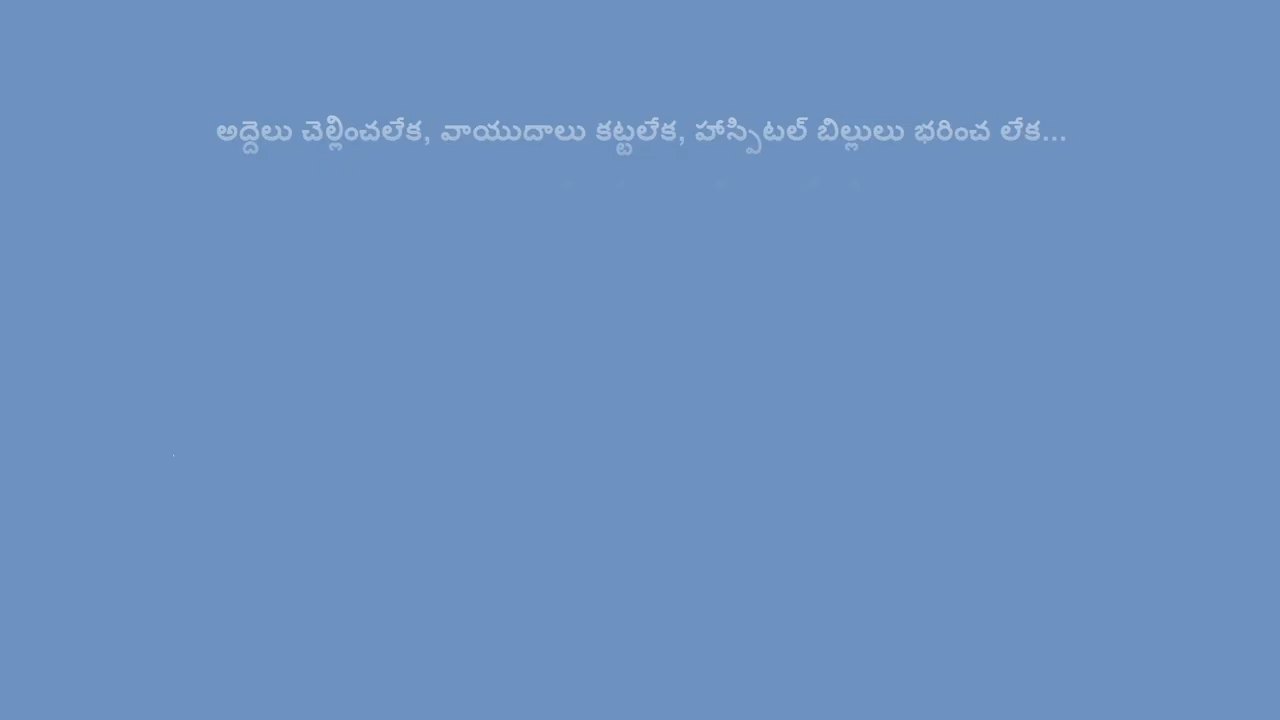 అద్దెలు చెల్లించలేక, వాయుదాలు కట్టలేక, హాస్పిటల్ బిల్లులు భరించ లేక...